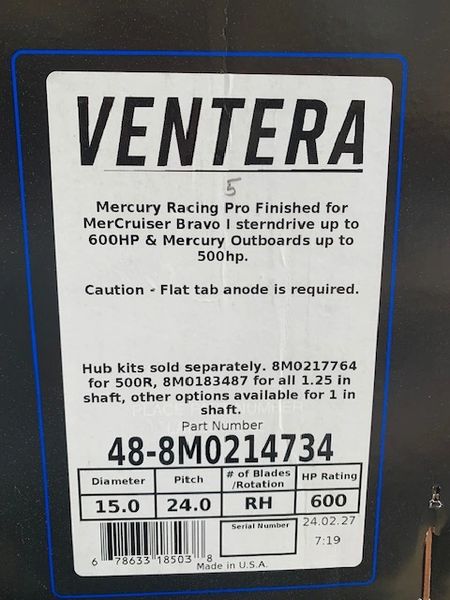 VENTERA
5
Mercury Racing Pro Finished for
MerCruiser Bravo I sterndrive up to
600HP & Mercury Outboards up to
500hp.
Caution - Flat tab anode is required.
Hub kits sold separately. 8M0217764
for 500R, 8M0183487 for all 1.25 in
shaft, other options available for 1 in
shaft.
Part Number
48-8M0214734
Diameter Pitch # of Blades /Rotation HP Rating
15.0 24.0 RH 600
Serial Number 24.02.27
7:19
6 78633 18503 8
Made in U.S.A.